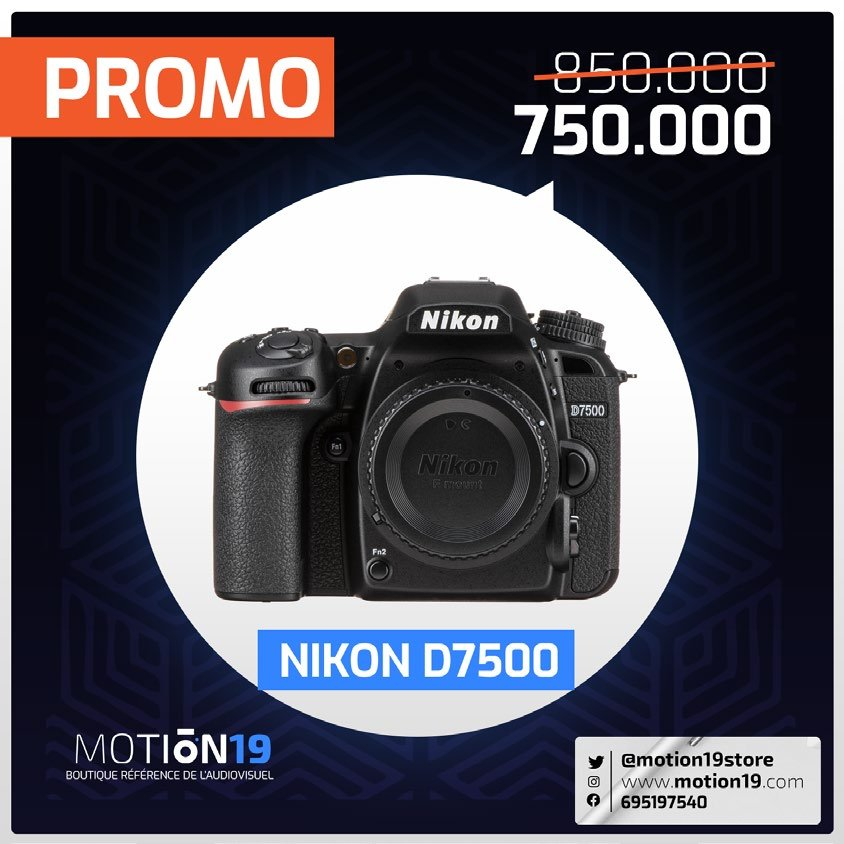 PROMO
850.000
750.000
Nikon
D7500
Fn1
Nikon
F mount
Fn2
NIKON D7500
MOTION19
BOUTIQUE RÉFÉRENCE DE L'AUDIOVISUEL
@motion19store
www.motion19.com
695197540